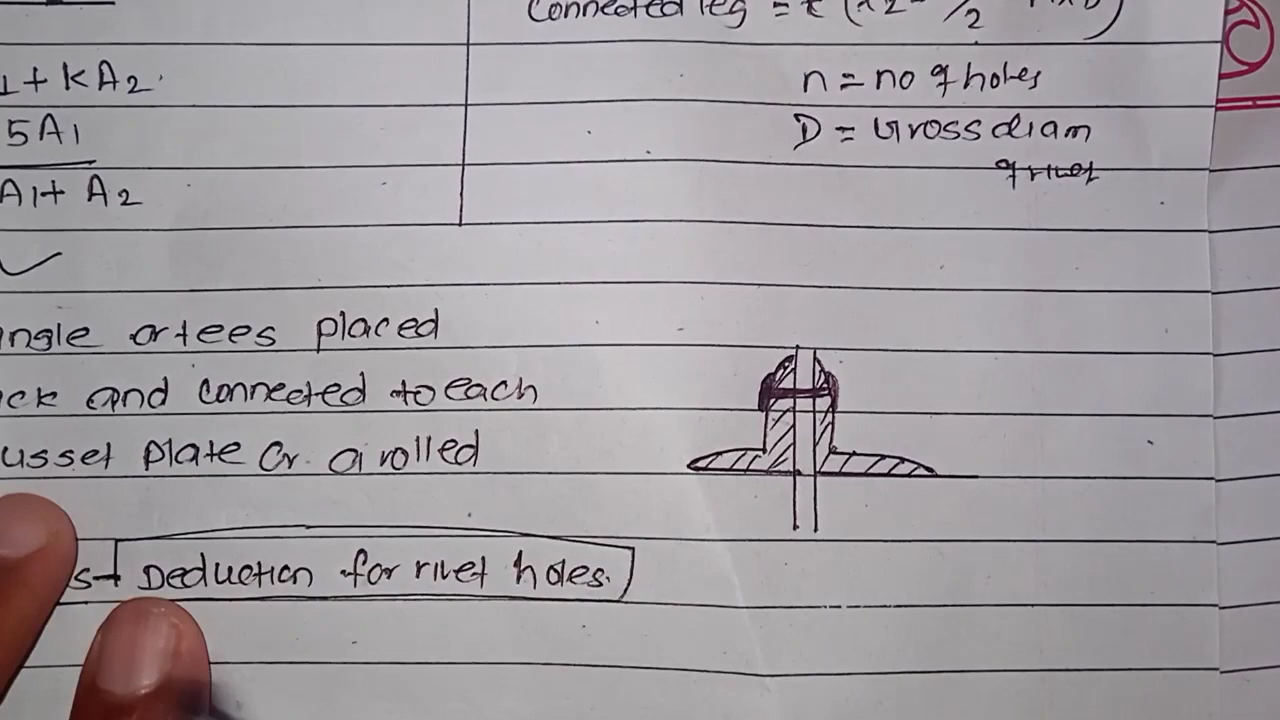 Connected leg = t
1 + KA2
n = no of holes
5A1
D = Gross diam
of rivet
A1 + A2
ngle or tees placed
ck and connected to each
usset plate or a rolled
s - Deduction for rivet holes.